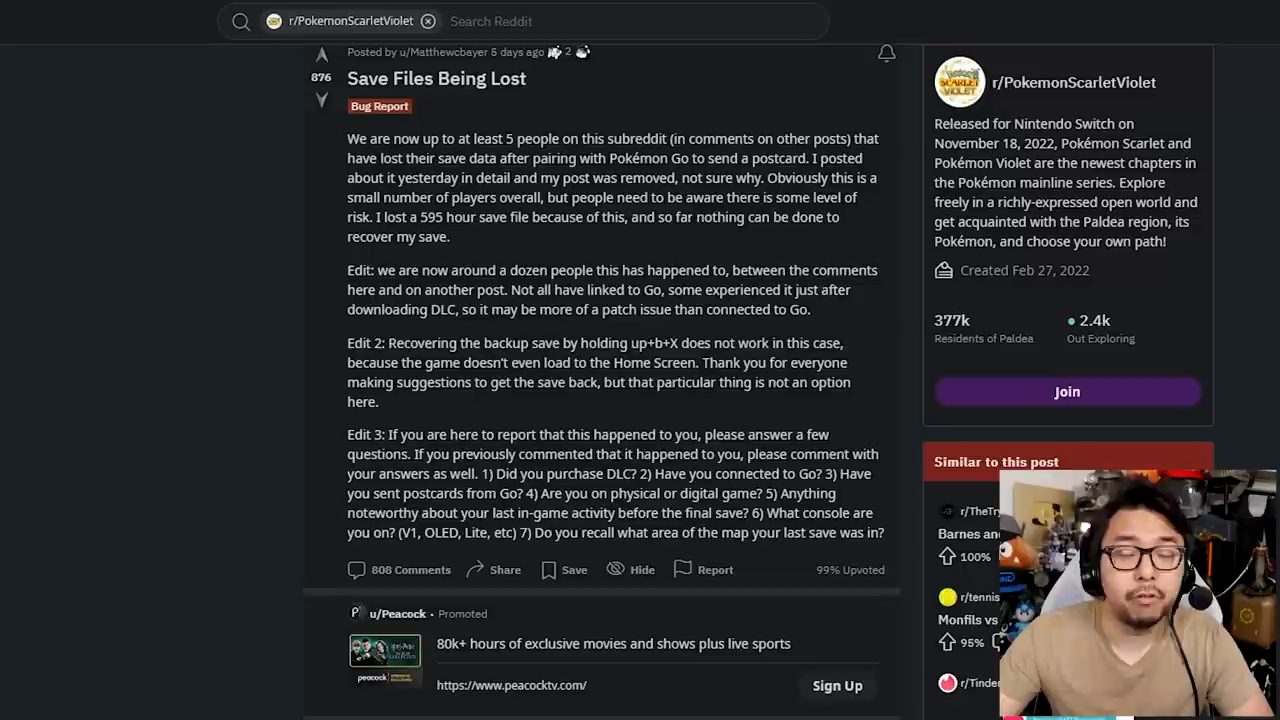 r/PokemonScarletViolet
Search Reddit
Posted by u/Matthewcbayer 5 days ago 2
876
Save Files Being Lost
Bug Report
We are now up to at least 5 people on this subreddit (in comments on other posts) that
have lost their save data after pairing with Pokémon Go to send a postcard. I posted
about it yesterday in detail and my post was removed, not sure why. Obviously this is a
small number of players overall, but people need to be aware there is some level of
risk. I lost a 595 hour save file because of this, and so far nothing can be done to
recover my save.
Edit: we are now around a dozen people this has happened to, between the comments
here and on another post. Not all have linked to Go, some experienced it just after
downloading DLC, so it may be more of a patch issue than connected to Go.
Edit 2: Recovering the backup save by holding up+b+X does not work in this case,
because the game doesn't even load to the Home Screen. Thank you for everyone
making suggestions to get the save back, but that particular thing is not an option
here.
Edit 3: If you are here to report that this happened to you, please answer a few
questions. If you previously commented that it happened to you, please comment with
your answers as well. 1) Did you purchase DLC? 2) Have you connected to Go? 3) Have
you sent postcards from Go? 4) Are you on physical or digital game? 5) Anything
noteworthy about your last in-game activity before the final save? 6) What console are
you on? (V1, OLED, Lite, etc) 7) Do you recall what area of the map your last save was in?
808 Comments
Share
Save
Hide
Report
99% Upvoted
u/Peacock • Promoted
80k+ hours of exclusive movies and shows plus live sports
peacock
https://www.peacocktv.com/
Sign Up
r/PokemonScarletViolet
Released for Nintendo Switch on
November 18, 2022, Pokémon Scarlet and
Pokémon Violet are the newest chapters in
the Pokémon mainline series. Explore
freely in a richly-expressed open world and
get acquainted with the Paldea region, its
Pokémon, and choose your own path!
Created Feb 27, 2022
377k
2.4k
Residents of Paldea
Out Exploring
Join
Similar to this post
r/TheTry
Barnes an
100%
r/tennis
Monfils vs
95%
r/Tinder